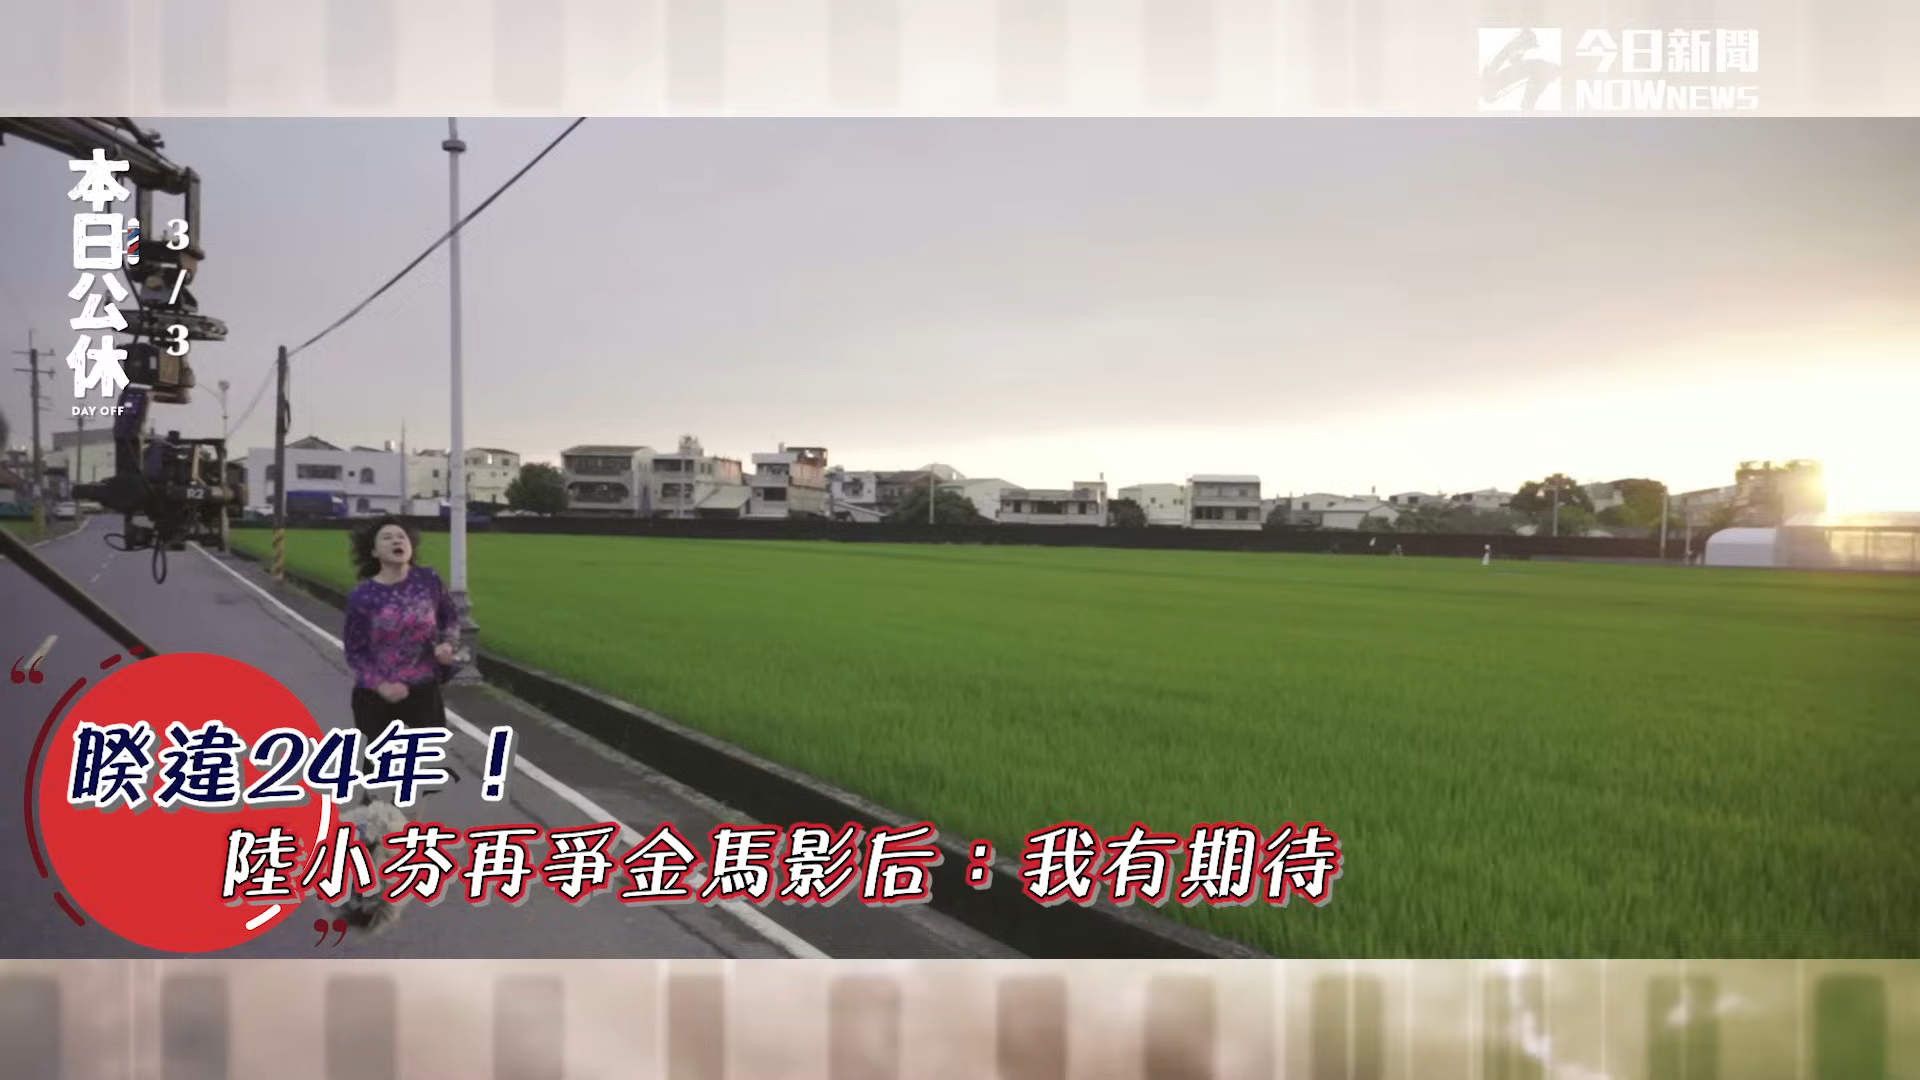 今日新聞
NOWNEWS
本日公休
3/3
DAY OFF
R2
睽違24年！
陸小芬再爭金馬影后：我有期待